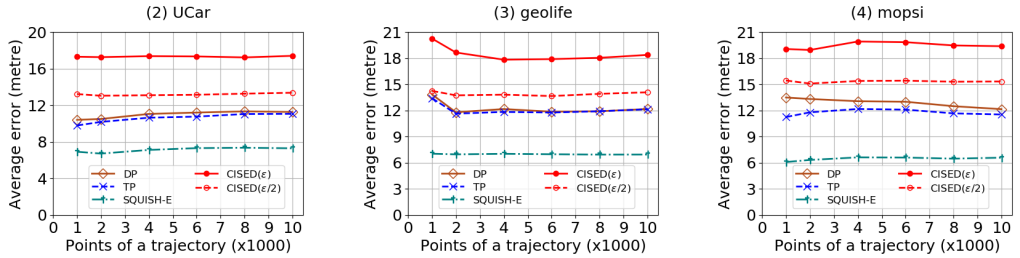 (2) UCar
Average error (metre)
20
16
12
8
4
0
DP
TP
SQUISH-E
CISED(ε)
CISED(ε/2)
0 1 2 3 4 5 6 7 8 9 10
Points of a trajectory (x1000)
(3) geolife
Average error (metre)
21
18
15
12
9
6
3
0
DP
TP
SQUISH-E
CISED(ε)
CISED(ε/2)
0 1 2 3 4 5 6 7 8 9 10
Points of a trajectory (x1000)
(4) mopsi
Average error (metre)
21
18
15
12
9
6
3
0
DP
TP
SQUISH-E
CISED(ε)
CISED(ε/2)
0 1 2 3 4 5 6 7 8 9 10
Points of a trajectory (x1000)